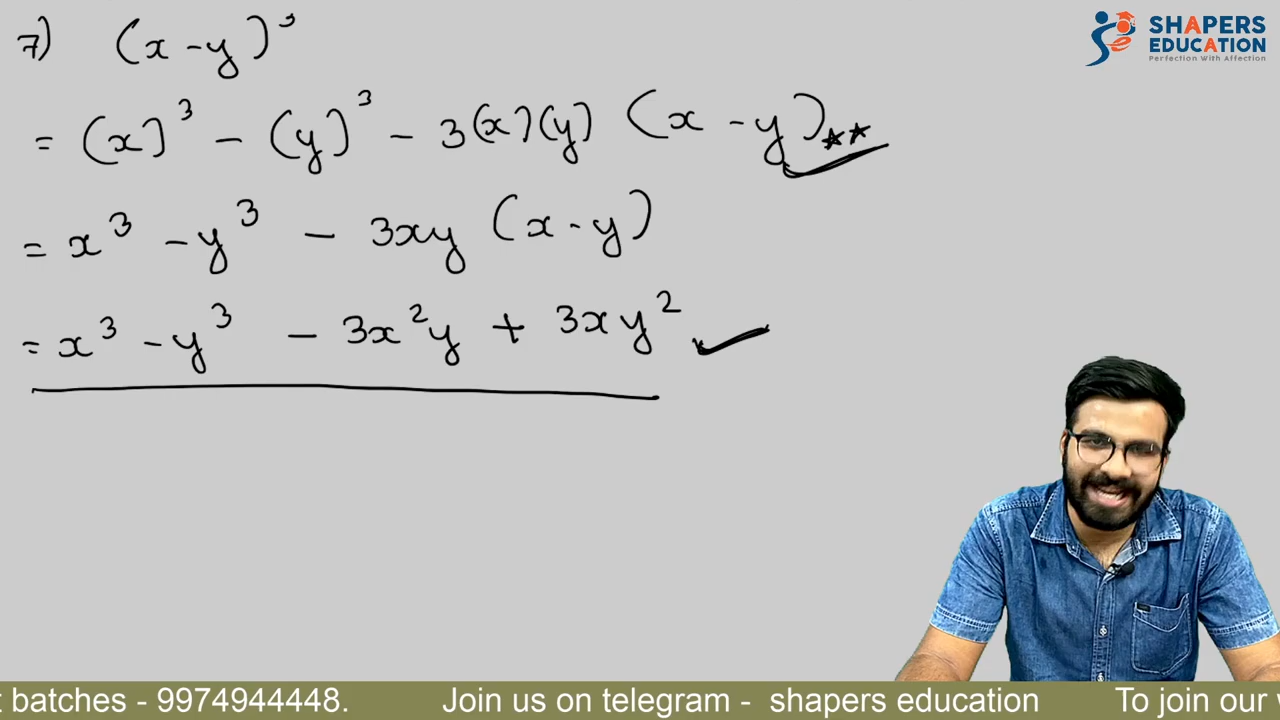 7) (x - y)³
SHAPERS
EDUCATION
Perfection With Affection
= (x)³ - (y)³ - 3(x)(y) (x - y)★★
= x³ - y³ - 3xy (x - y)
= x³ - y³ - 3x²y + 3xy² ✓
t batches - 9974944448. Join us on telegram - shapers education To join our